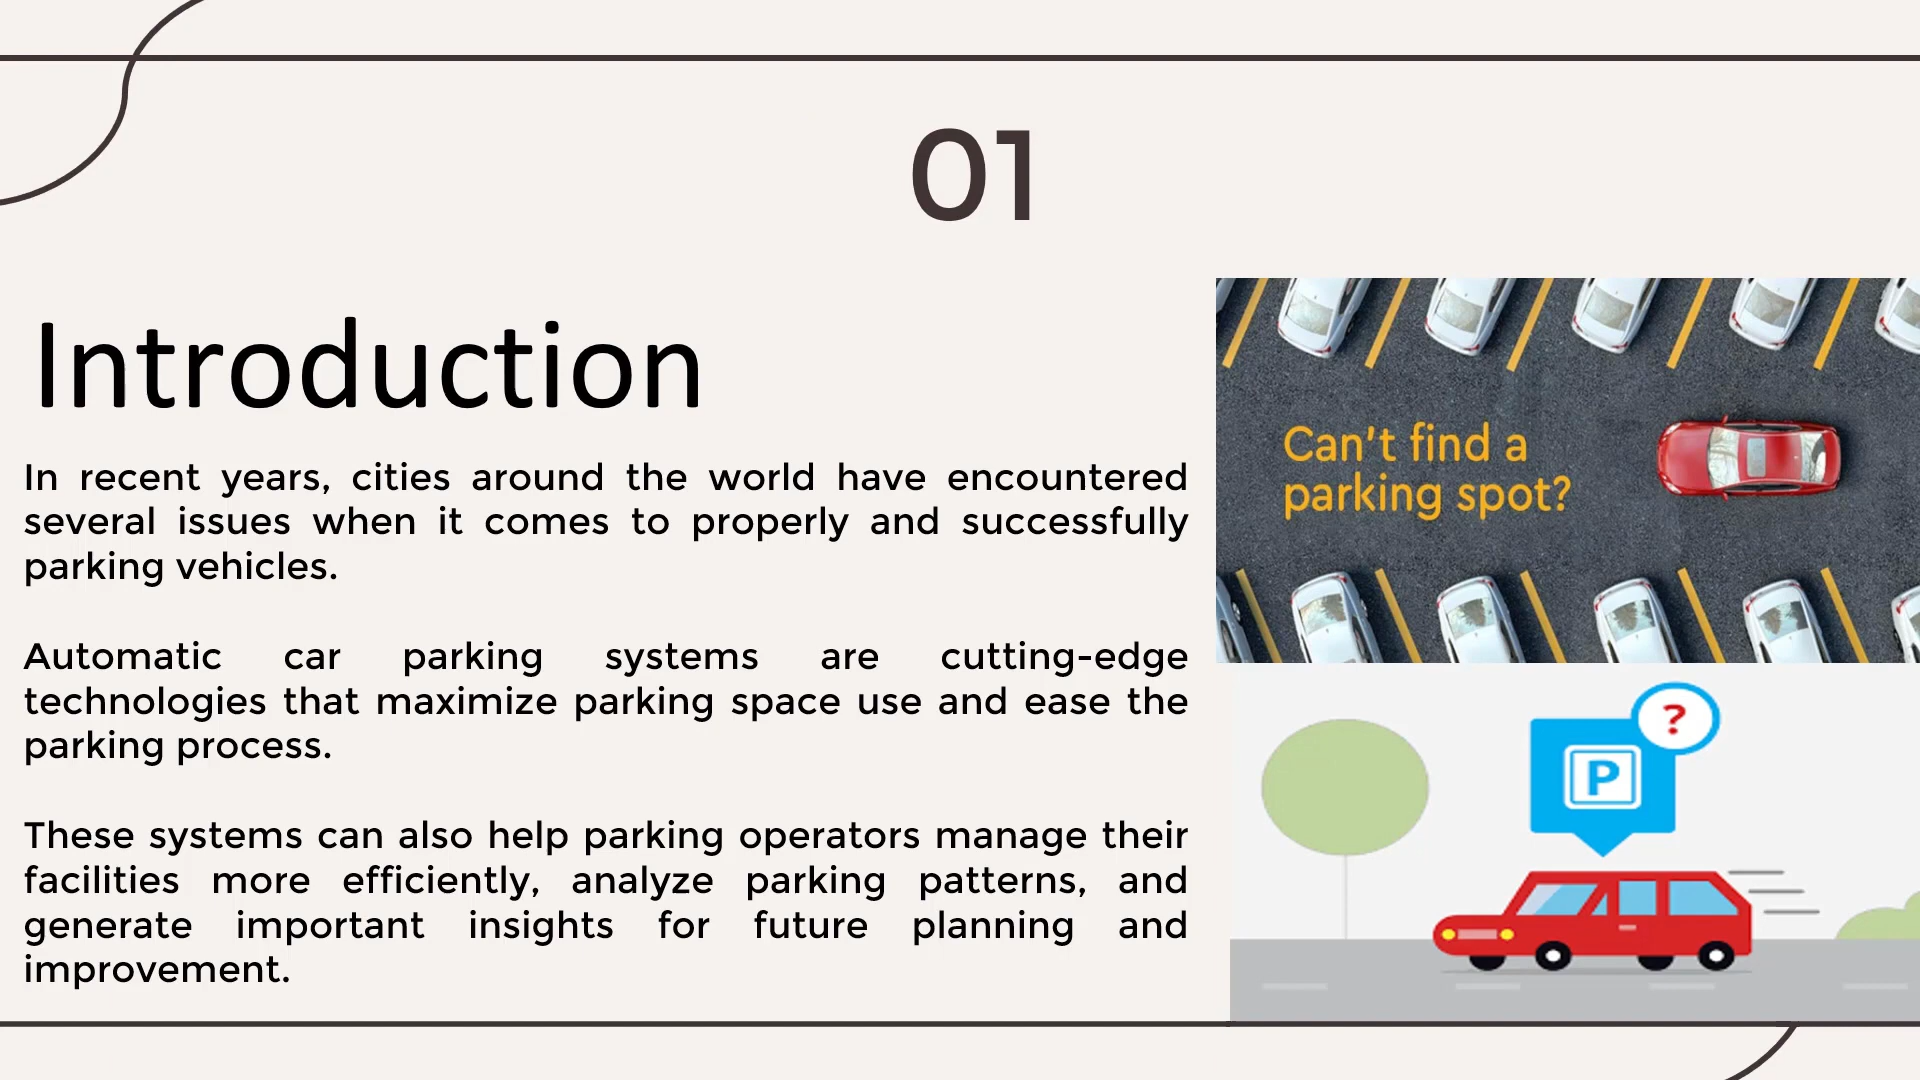 01
Introduction
In recent years, cities around the world have encountered
several issues when it comes to properly and successfully
parking vehicles.
Automatic car parking systems are cutting-edge
technologies that maximize parking space use and ease the
parking process.
These systems can also help parking operators manage their
facilities more efficiently, analyze parking patterns, and
generate important insights for future planning and
improvement.
Can't find a
parking spot?
?
P